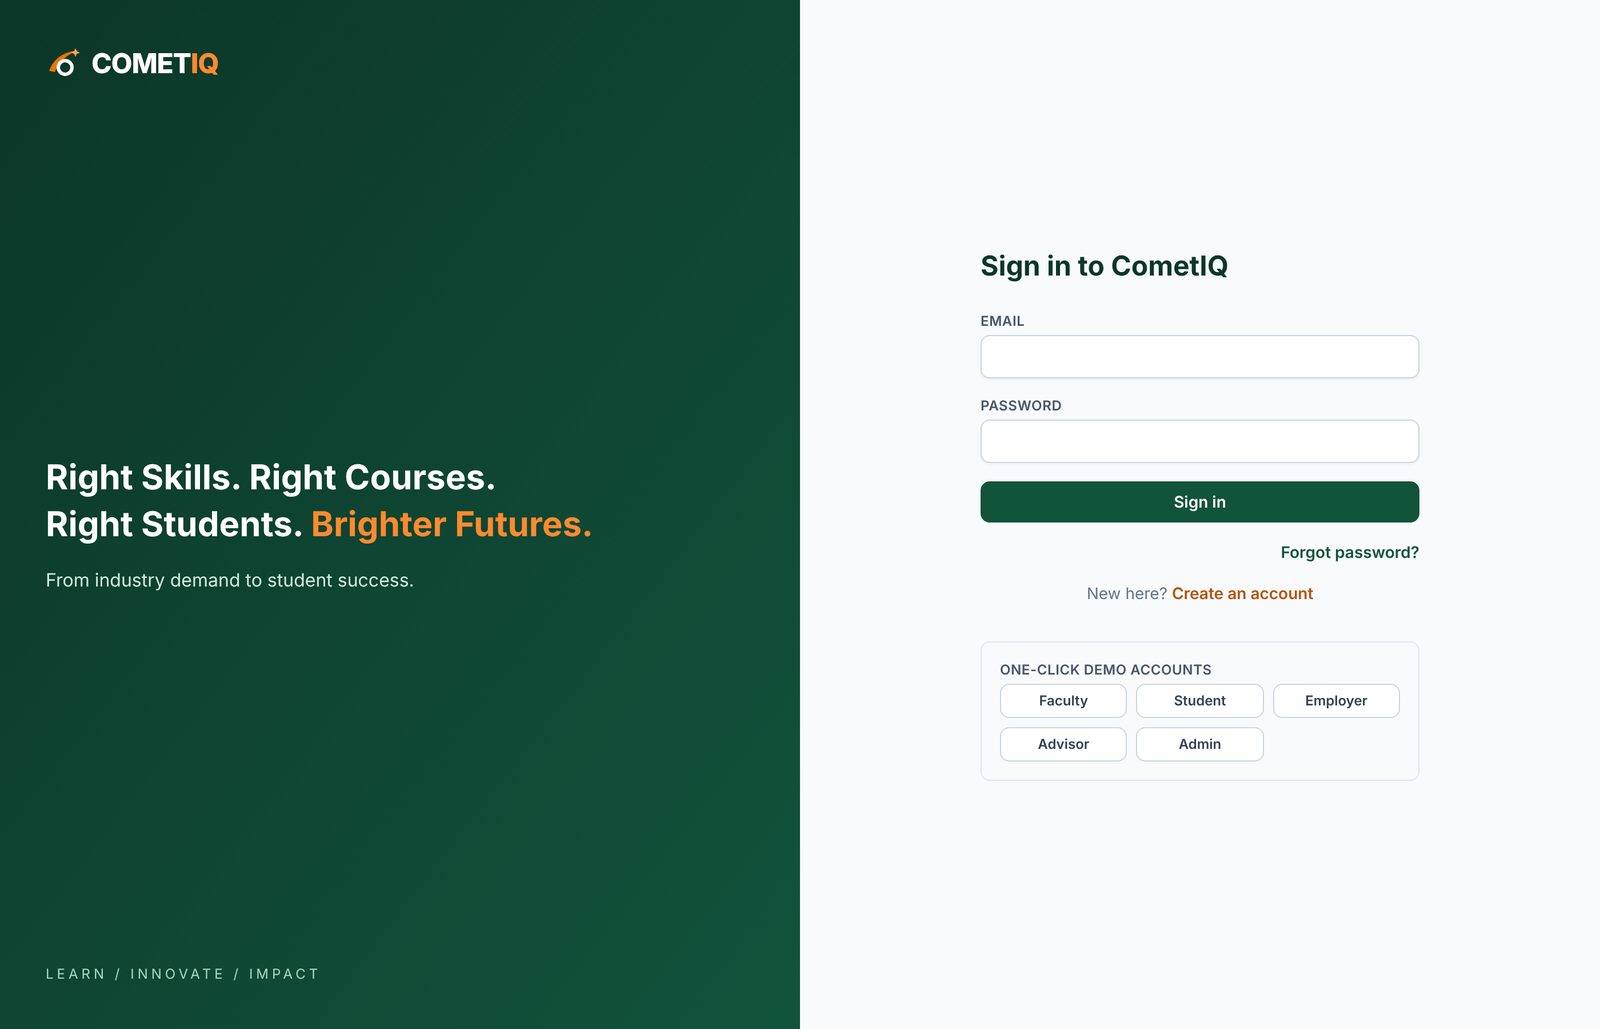 COMETIQ
Right Skills. Right Courses.
Right Students. Brighter Futures.
From industry demand to student success.
LEARN / INNOVATE / IMPACT
Sign in to CometIQ
EMAIL
PASSWORD
Sign in
Forgot password?
New here? Create an account
ONE-CLICK DEMO ACCOUNTS
Faculty Student Employer
Advisor Admin